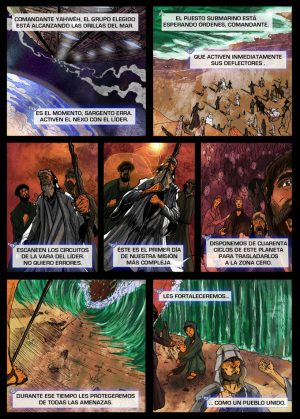 COMANDANTE YAHWÉH, EL GRUPO ELEGIDO
ESTÁ ALCANZANDO LAS ORILLAS DEL MAR.
EL PUESTO SUBMARINO ESTÁ
ESPERANDO ÓRDENES, COMANDANTE.
QUE ACTIVEN INMEDIATAMENTE
SUS DEFLECTORES.
ES EL MOMENTO, SARGENTO ERRA.
ACTIVEN EL NEXO CON EL LÍDER.
ESCANEEN LOS CIRCUITOS
DE LA VARA DEL LÍDER.
NO QUIERO ERRORES.
ÉSTE ES EL PRIMER DÍA
DE NUESTRA MISIÓN
MÁS COMPLEJA.
DISPONEMOS DE CUARENTA
CICLOS DE ESTE PLANETA
PARA TRASLADARLOS
A LA ZONA CERO.
DURANTE ESE TIEMPO LES PROTEGEREMOS
DE TODAS LAS AMENAZAS.
LES FORTALECEREMOS...
... COMO UN PUEBLO UNIDO.